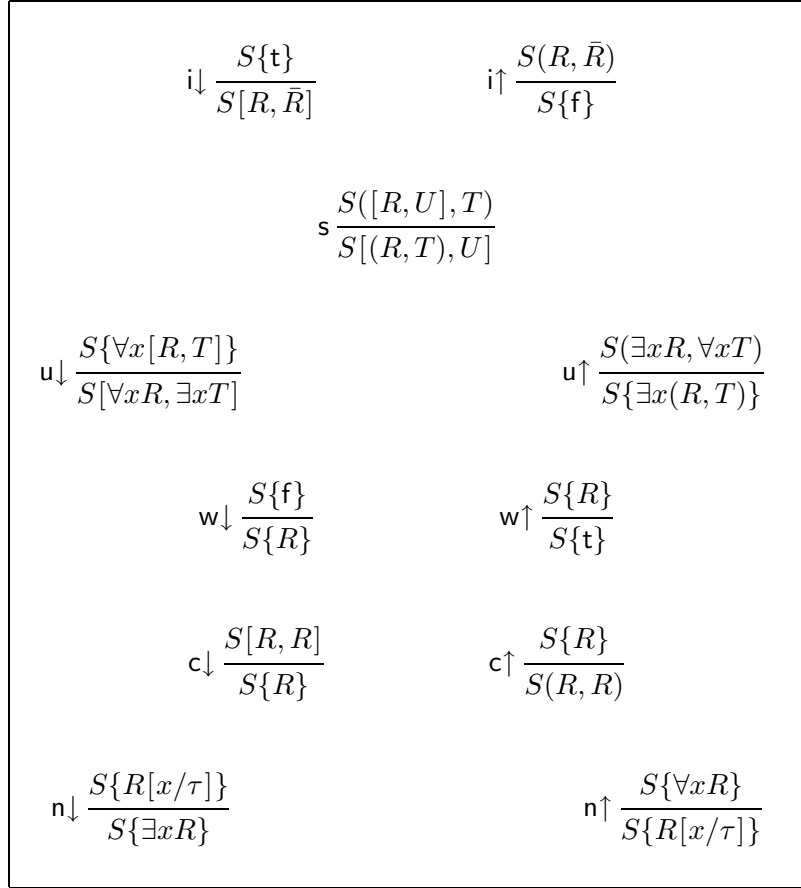 i↓ S{t} / S[R, R̄]    i↑ S(R, R̄) / S{f}
s S([R, U], T) / S[(R, T), U]
u↓ S{∀x[R, T]} / S[∀xR, ∃xT]    u↑ S(∃xR, ∀xT) / S{∃x(R, T)}
w↓ S{f} / S{R}    w↑ S{R} / S{t}
c↓ S[R, R] / S{R}    c↑ S{R} / S(R, R)
n↓ S{R[x/τ]} / S{∃xR}    n↑ S{∀xR} / S{R[x/τ]}